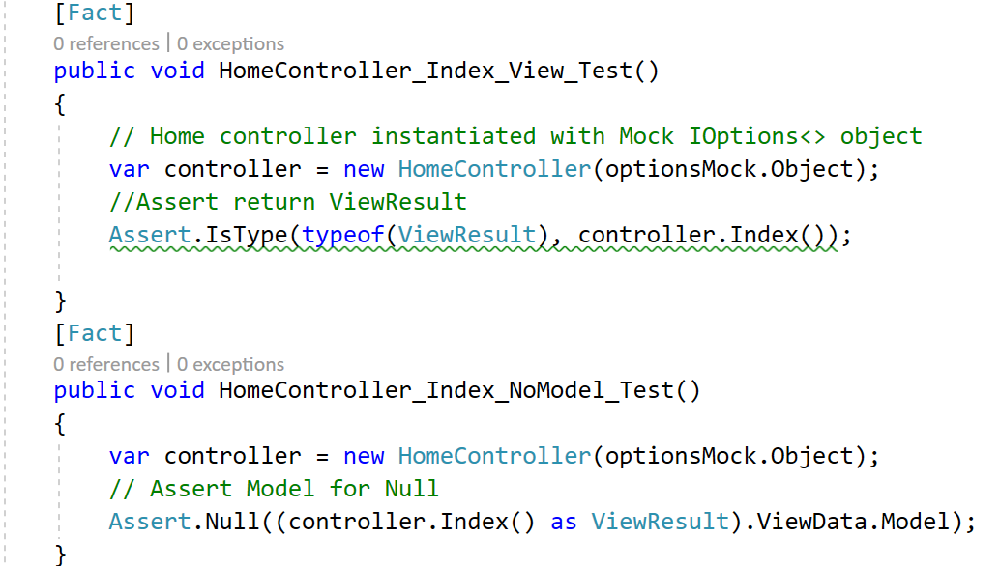 [Fact]
0 references | 0 exceptions
public void HomeController_Index_View_Test()
{
// Home controller instantiated with Mock IOptions<> object
var controller = new HomeController(optionsMock.Object);
//Assert return ViewResult
Assert.IsType(typeof(ViewResult), controller.Index());
}
[Fact]
0 references | 0 exceptions
public void HomeController_Index_NoModel_Test()
{
var controller = new HomeController(optionsMock.Object);
// Assert Model for Null
Assert.Null((controller.Index() as ViewResult).ViewData.Model);
}